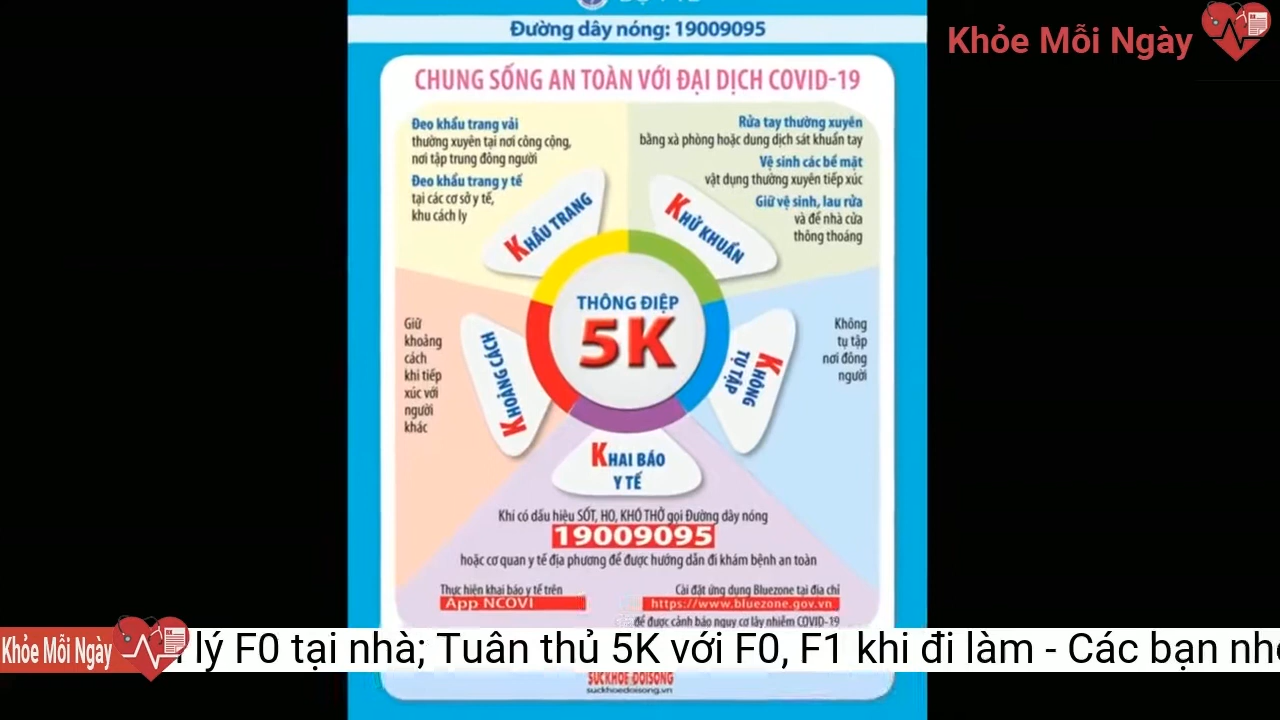 Đường dây nóng: 19009095
Khỏe Mỗi Ngày
CHUNG SỐNG AN TOÀN VỚI ĐẠI DỊCH COVID-19
Đeo khẩu trang vải
thường xuyên tại nơi công cộng,
nơi tập trung đông người
Đeo khẩu trang y tế
tại các cơ sở y tế,
khu cách ly
Rửa tay thường xuyên
bằng xà phòng hoặc dung dịch sát khuẩn tay
Vệ sinh các bề mặt
vật dụng thường xuyên tiếp xúc
Giữ vệ sinh, lau rửa
và để nhà cửa
thông thoáng
KHẨU TRANG
KHỬ KHUẨN
THÔNG ĐIỆP
5K
Giữ
khoảng
cách
khi tiếp
xúc với
người
khác
KHOẢNG CÁCH
KHÔNG
TỤ TẬP
Không
tụ tập
nơi đông
người
KHAI BÁO
Y TẾ
Khi có dấu hiệu SỐT, HO, KHÓ THỞ gọi Đường dây nóng
19009095
hoặc cơ quan y tế địa phương để được hướng dẫn đi khám bệnh an toàn
Thực hiện khai báo y tế trên
App NCOVI
Cài đặt ứng dụng Bluezone tại địa chỉ
https://www.bluezone.gov.vn
để được cảnh báo nguy cơ lây nhiễm COVID-19
Khỏe Mỗi Ngày
lý F0 tại nhà; Tuân thủ 5K với F0, F1 khi đi làm - Các bạn
SỨC KHỎE ĐỜI SỐNG
suckhoedoisong.vn